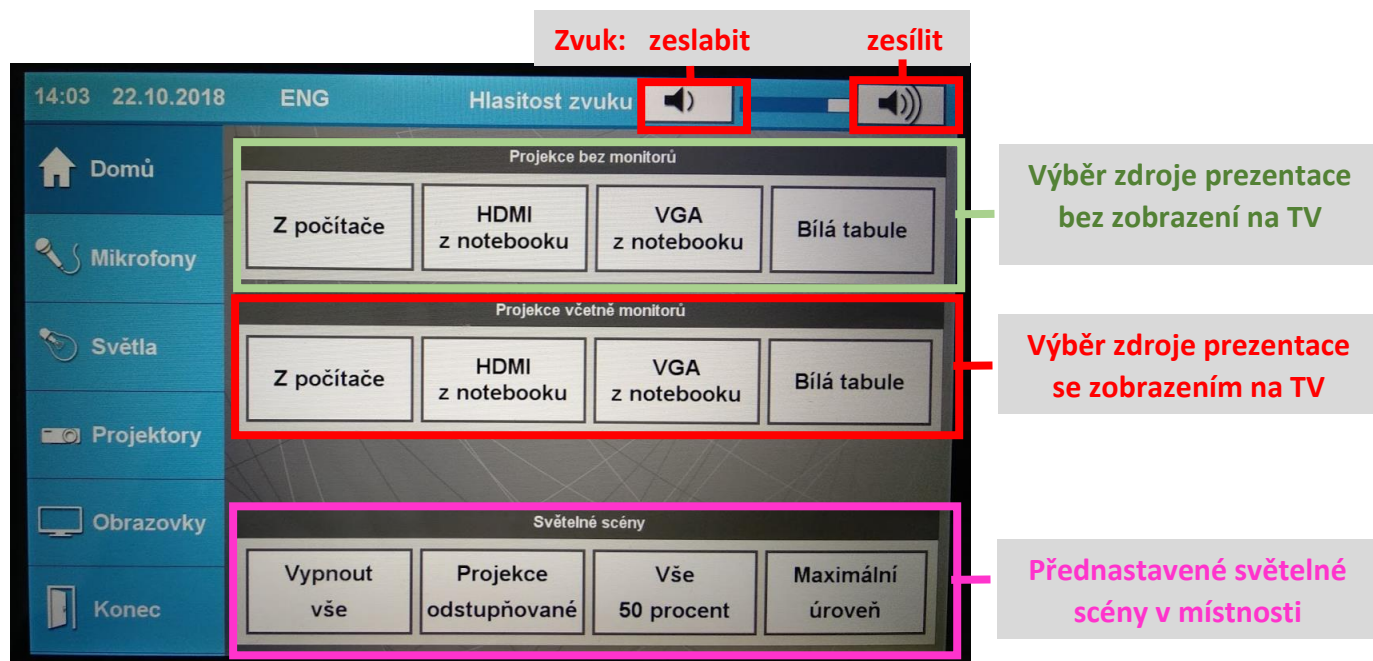 Zvuk: zeslabit zesílit
14:03 22.10.2018 ENG Hlasitost zvuku
Domů
Mikrofony
Světla
Projektory
Obrazovky
Konec
Projekce bez monitorů
Z počítače
HDMI
z notebooku
VGA
z notebooku
Bílá tabule
Výběr zdroje prezentace
bez zobrazení na TV
Projekce včetně monitorů
Z počítače
HDMI
z notebooku
VGA
z notebooku
Bílá tabule
Výběr zdroje prezentace
se zobrazením na TV
Světelné scény
Vypnout
vše
Projekce
odstupňované
Vše
50 procent
Maximální
úroveň
Přednastavené světelné
scény v místnosti